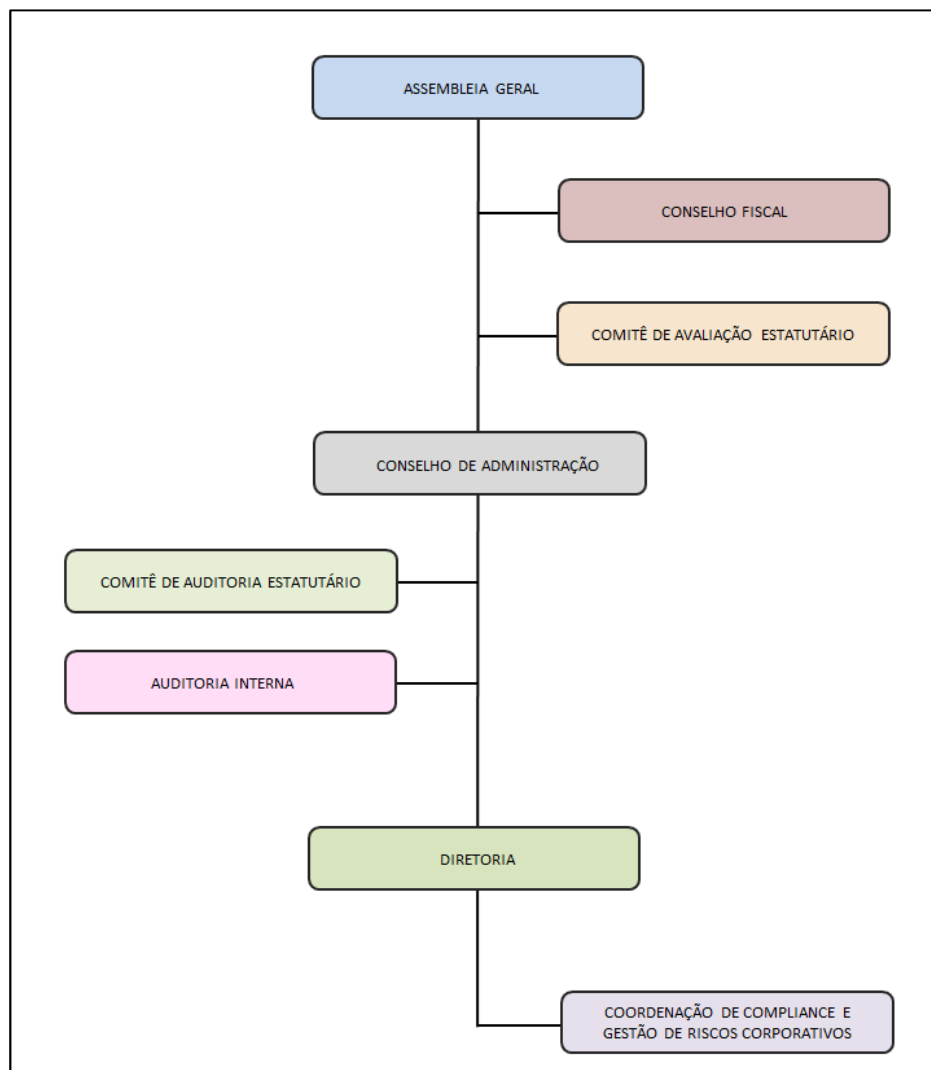 ASSEMBLEIA GERAL
CONSELHO FISCAL
COMITÊ DE AVALIAÇÃO ESTATUTÁRIO
CONSELHO DE ADMINISTRAÇÃO
COMITÊ DE AUDITORIA ESTATUTÁRIO
AUDITORIA INTERNA
DIRETORIA
COORDENAÇÃO DE COMPLIANCE E
GESTÃO DE RISCOS CORPORATIVOS